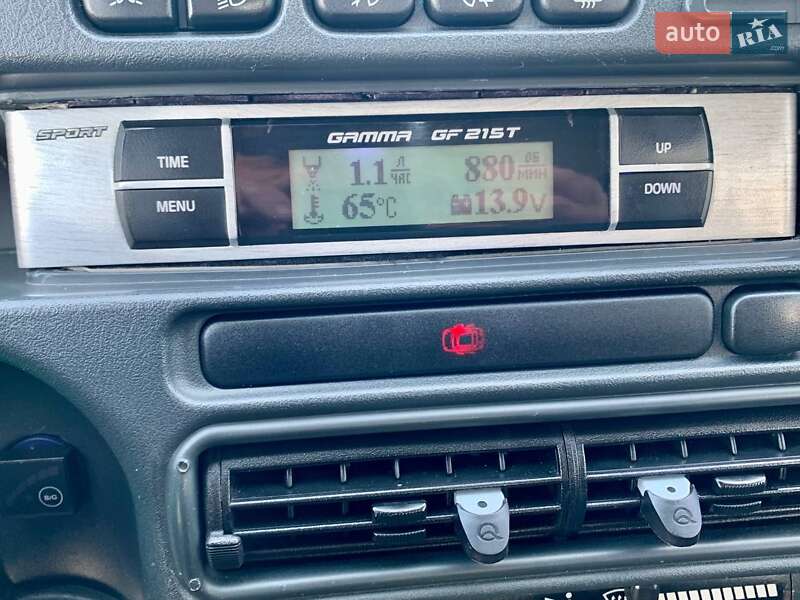 auto RIA .com
SPORT
GAMMA GF 215T
TIME
MENU
1.1 Л/ЧАС
880 ОБ/МИН
65°C
13.9V
UP
DOWN
B/G